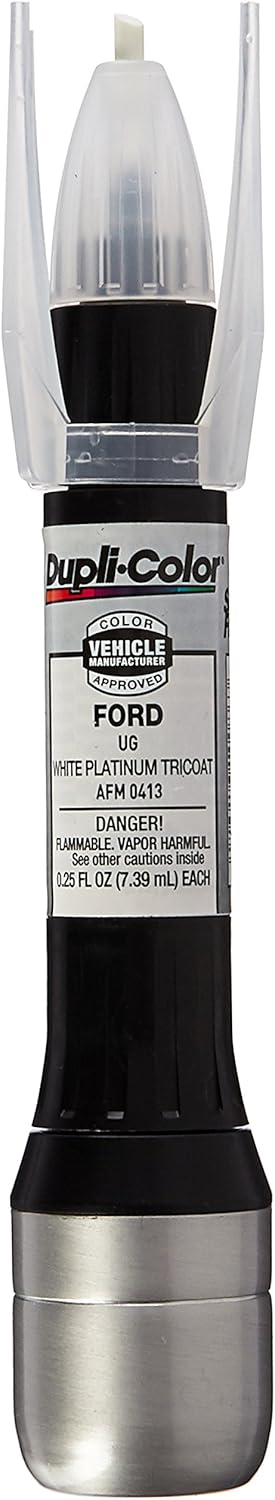 Dupli-Color
COLOR
VEHICLE
MANUFACTURER
APPROVED
FORD
UG
WHITE PLATINUM TRICOAT
AFM 0413
DANGER!
FLAMMABLE. VAPOR HARMFUL.
See other cautions inside
0.25 FL OZ (7.39 mL) EACH